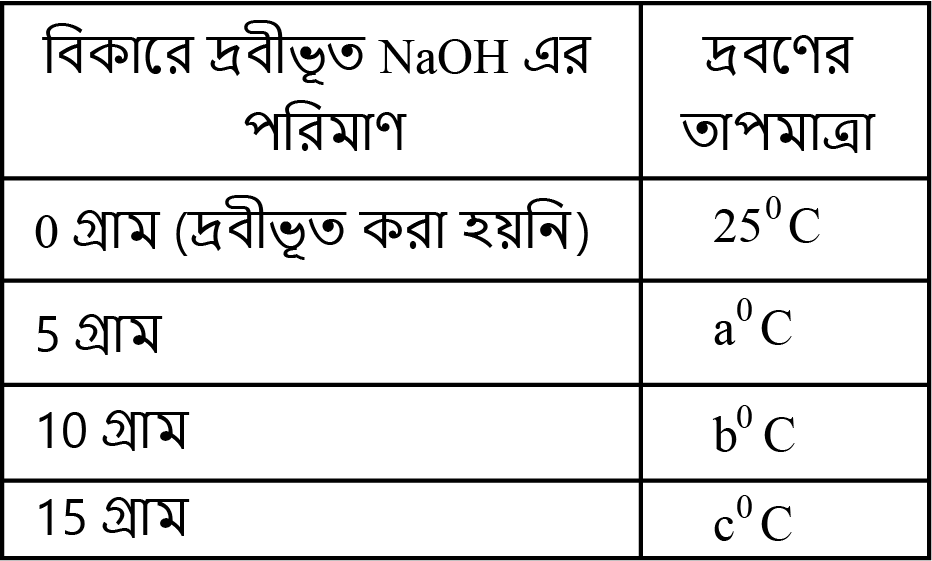 বিকারে দ্রবীভূত NaOH এর
পরিমাণ
দ্রবণের
তাপমাত্রা
0 গ্রাম (দ্রবীভূত করা হয়নি)
25⁰ C
5 গ্রাম
a⁰ C
10 গ্রাম
b⁰ C
15 গ্রাম
c⁰ C